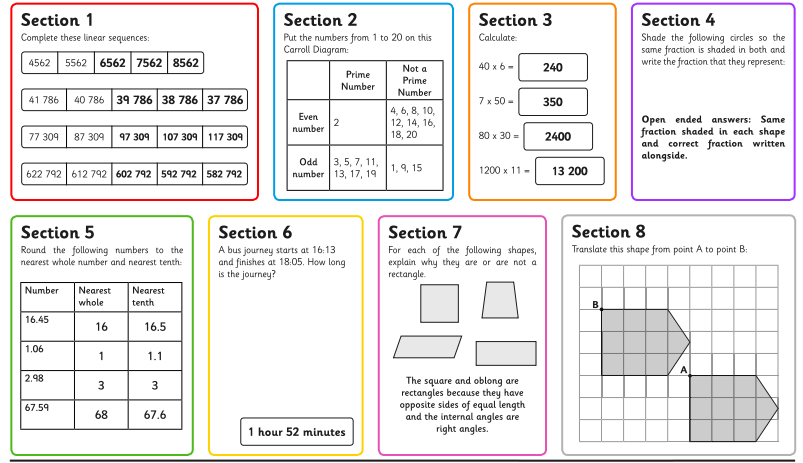 Section 1
Complete these linear sequences:
4562 5562 6562 7562 8562
41 786 40 786 39 786 38 786 37 786
77 309 87 309 97 309 107 309 117 309
622 792 612 792 602 792 592 792 582 792
Section 2
Put the numbers from 1 to 20 on this
Carroll Diagram:
Prime
Number
Not a
Prime
Number
Even
number
2
4, 6, 8, 10,
12, 14, 16,
18, 20
Odd
number
3, 5, 7, 11,
13, 17, 19
1, 9, 15
Section 3
Calculate:
40 x 6 = 240
7 x 50 = 350
80 x 30 = 2400
1200 x 11 = 13 200
Section 4
Shade the following circles so the
same fraction is shaded in both and
write the fraction that they represent:
Open ended answers: Same
fraction shaded in each shape
and correct fraction written
alongside.
Section 5
Round the following numbers to the
nearest whole number and nearest tenth:
Number
Nearest
whole
Nearest
tenth
16.45 16 16.5
1.06 1 1.1
2.98 3 3
67.59 68 67.6
Section 6
A bus journey starts at 16:13
and finishes at 18:05. How long
is the journey?
1 hour 52 minutes
Section 7
For each of the following shapes,
explain why they are or are not a
rectangle.
The square and oblong are
rectangles because they have
opposite sides of equal length
and the internal angles are
right angles.
Section 8
Translate this shape from point A to point B:
B
A